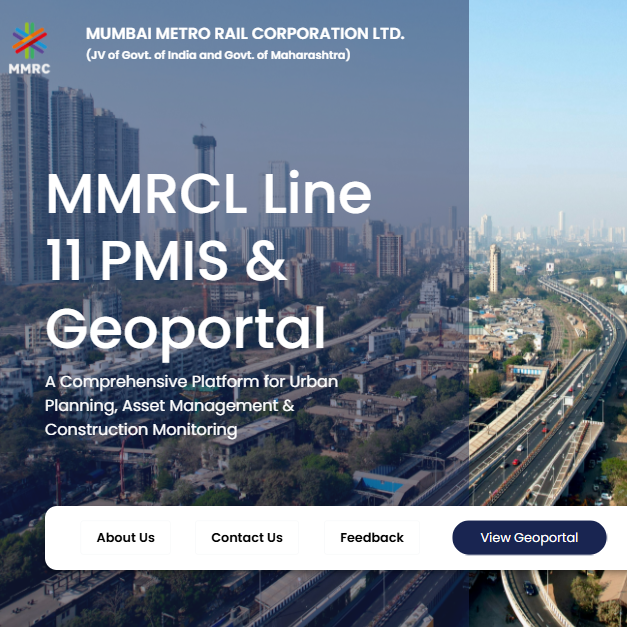 MUMBAI METRO RAIL CORPORATION LTD.
(JV of Govt. of India and Govt. of Maharashtra)
MMRC
MMRCL Line
11 PMIS &
Geoportal
A Comprehensive Platform for Urban
Planning, Asset Management &
Construction Monitoring
About Us
Contact Us
Feedback
View Geoportal